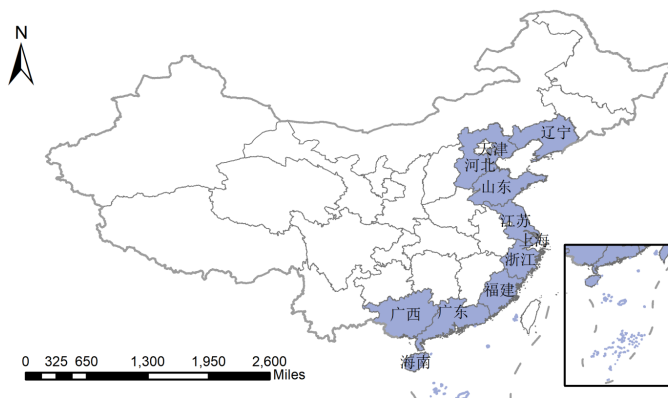 N
辽宁
天津
河北
山东
江苏
上海
浙江
福建
广西 广东
海南
0 325 650 1,300 1,950 2,600
Miles